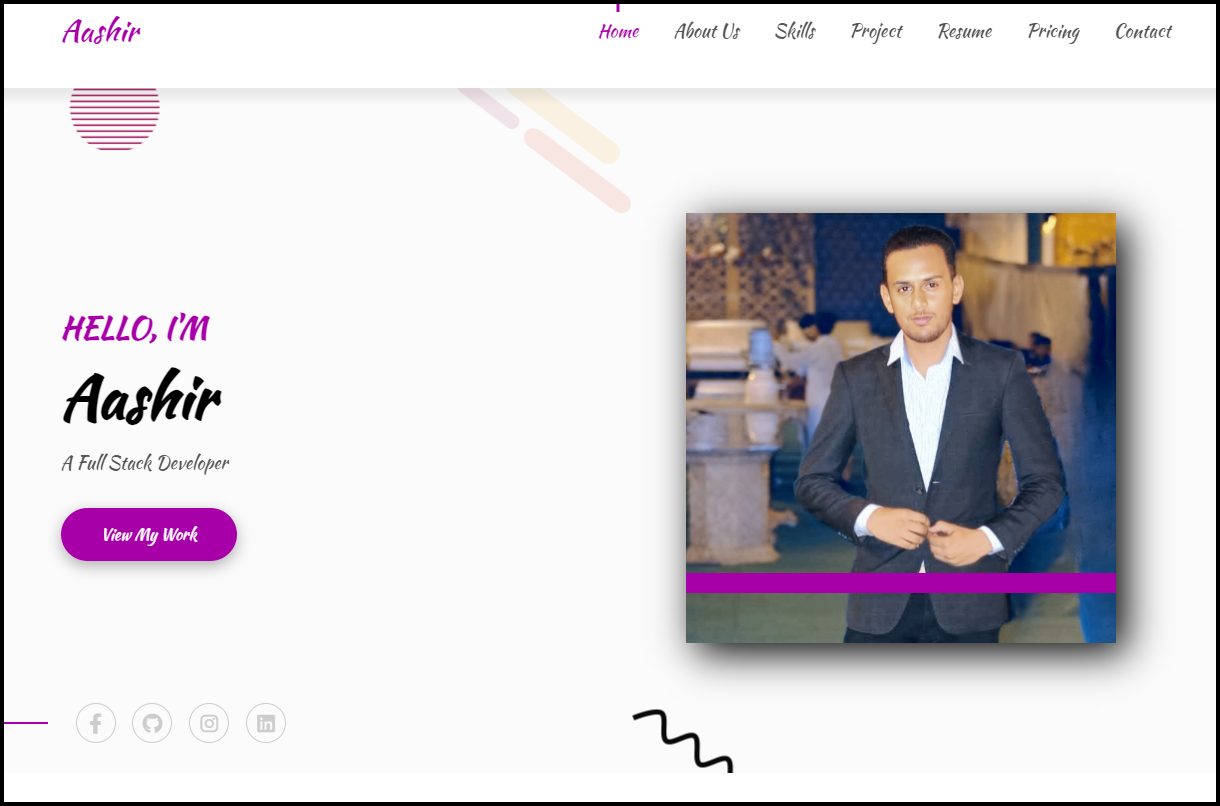 Aashir
Home About Us Skills Project Resume Pricing Contact
HELLO, I'M
Aashir
A Full Stack Developer
View My Work